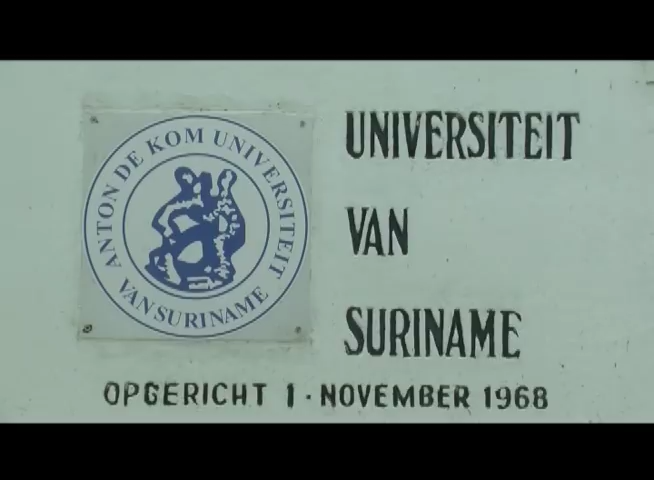 ANTON DE KOM UNIVERSITEIT
VAN SURINAME
UNIVERSITEIT
VAN
SURINAME
OPGERICHT 1 · NOVEMBER 1968